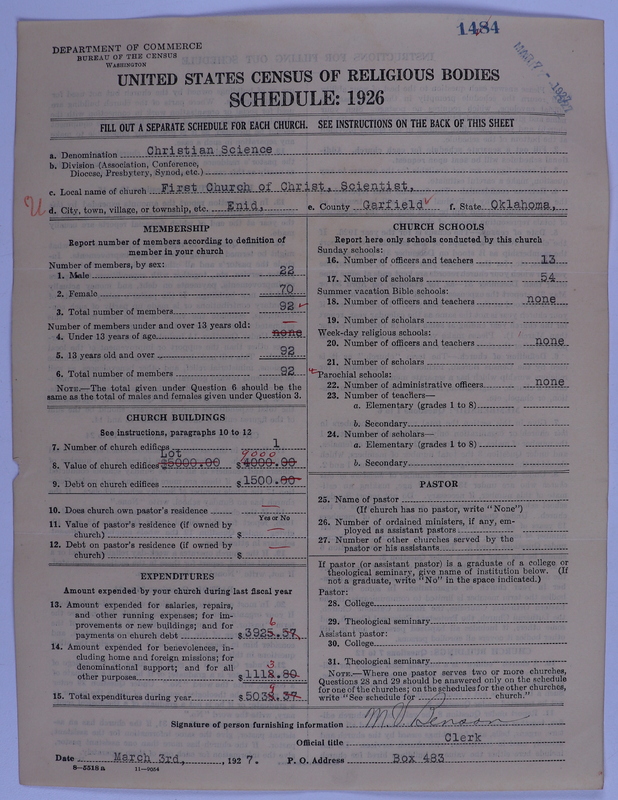 1484
MAR 7 - 1927
DEPARTMENT OF COMMERCE
BUREAU OF THE CENSUS
WASHINGTON
UNITED STATES CENSUS OF RELIGIOUS BODIES
SCHEDULE: 1926
FILL OUT A SEPARATE SCHEDULE FOR EACH CHURCH. SEE INSTRUCTIONS ON THE BACK OF THIS SHEET
a. Denomination Christian Science
b. Division (Association, Conference,
Diocese, Presbytery, Synod, etc.)
c. Local name of church First Church of Christ, Scientist,
U d. City, town, village, or township, etc. Enid, e. County Garfield f. State Oklahoma,
MEMBERSHIP
Report number of members according to definition of
member in your church
Number of members, by sex:
1. Male 22
2. Female 70
3. Total number of members 92
Number of members under and over 13 years old:
4. Under 13 years of age none
5. 13 years old and over 92
6. Total number of members 92
NOTE.—The total given under Question 6 should be the
same as the total of males and females given under Question 3.
CHURCH BUILDINGS
See instructions, paragraphs 10 to 12
7. Number of church edifices 1
Lot 9000
8. Value of church edifices $5000.00 $4000.00
9. Debt on church edifices $1500.00
10. Does church own pastor's residence
Yes or No
11. Value of pastor's residence (if owned by
church) $
12. Debt on pastor's residence (if owned by
church) $
EXPENDITURES
Amount expended by your church during last fiscal year
13. Amount expended for salaries, repairs,
and other running expenses; for im-
provements or new buildings; and for 6
payments on church debt $3925.57
14. Amount expended for benevolences, in-
cluding home and foreign missions; for
denominational support; and for all 3
other purposes $1112.80
15. Total expenditures during year $5038.37
CHURCH SCHOOLS
Report here only schools conducted by this church
Sunday schools:
16. Number of officers and teachers 13
17. Number of scholars 54
Summer vacation Bible schools:
18. Number of officers and teachers none
19. Number of scholars
Week-day religious schools:
20. Number of officers and teachers none
21. Number of scholars
Parochial schools:
22. Number of administrative officers none
23. Number of teachers—
a. Elementary (grades 1 to 8)
b. Secondary
24. Number of scholars—
a. Elementary (grades 1 to 8)
b. Secondary
PASTOR
25. Name of pastor
(If church has no pastor, write "None")
26. Number of ordained ministers, if any, em-
ployed as assistant pastors
27. Number of other churches served by the
pastor or his assistants
If pastor (or assistant pastor) is a graduate of a college or
theological seminary, give name of institution below. (If
not a graduate, write "No" in the space indicated.)
Pastor:
28. College
29. Theological seminary
Assistant pastor:
30. College
31. Theological seminary
NOTE.—Where one pastor serves two or more churches,
Questions 28 and 29 should be answered only on the schedule
for one of the churches; on the schedules for the other churches,
write "See schedule for church."
Signature of person furnishing information M V Benson
Official title Clerk
Date March 3rd, , 1927. P. O. Address Box 483
8—5518 a 11—9054